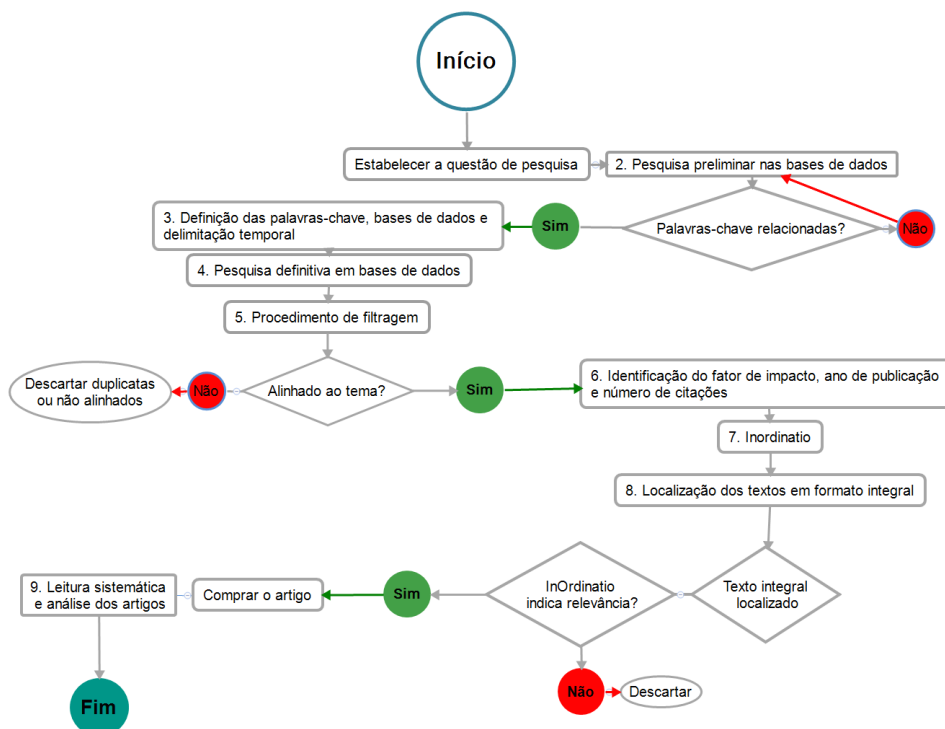 Início
Estabelecer a questão de pesquisa
2. Pesquisa preliminar nas bases de dados
Palavras-chave relacionadas?
Não
Sim
3. Definição das palavras-chave, bases de dados e
delimitação temporal
4. Pesquisa definitiva em bases de dados
5. Procedimento de filtragem
Alinhado ao tema?
Não
Descartar duplicatas
ou não alinhados
Sim
6. Identificação do fator de impacto, ano de publicação
e número de citações
7. Inordinatio
8. Localização dos textos em formato integral
Texto integral
localizado
InOrdinatio
indica relevância?
Não
Descartar
Sim
Comprar o artigo
9. Leitura sistemática
e análise dos artigos
Fim